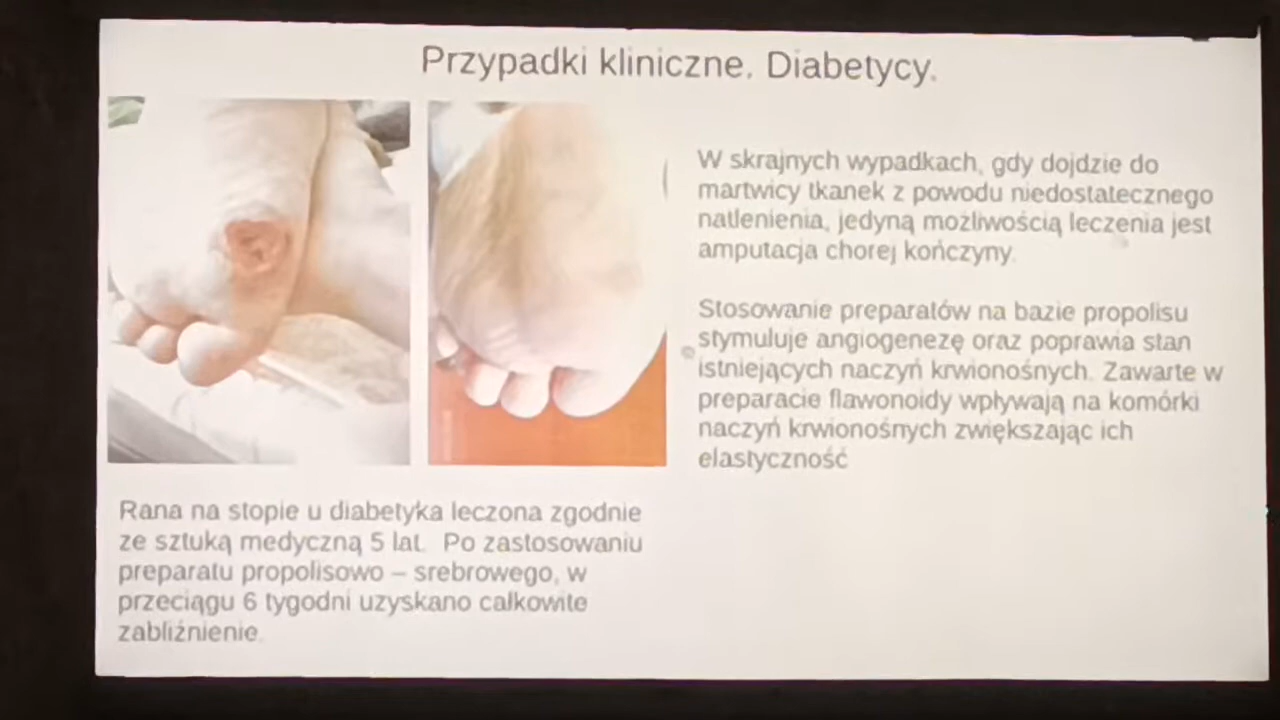 Przypadki kliniczne. Diabetycy.
W skrajnych wypadkach, gdy dojdzie do
martwicy tkanek z powodu niedostatecznego
natlenienia, jedyną możliwością leczenia jest
amputacja chorej kończyny.
Stosowanie preparatów na bazie propolisu
stymuluje angiogenezę oraz poprawia stan
istniejących naczyń krwionośnych. Zawarte w
preparacie flawonoidy wpływają na komórki
naczyń krwionośnych zwiększając ich
elastyczność
Rana na stopie u diabetyka leczona zgodnie
ze sztuką medyczną 5 lat. Po zastosowaniu
preparatu propolisowo – srebrowego, w
przeciągu 6 tygodni uzyskano całkowite
zabliźnienie.